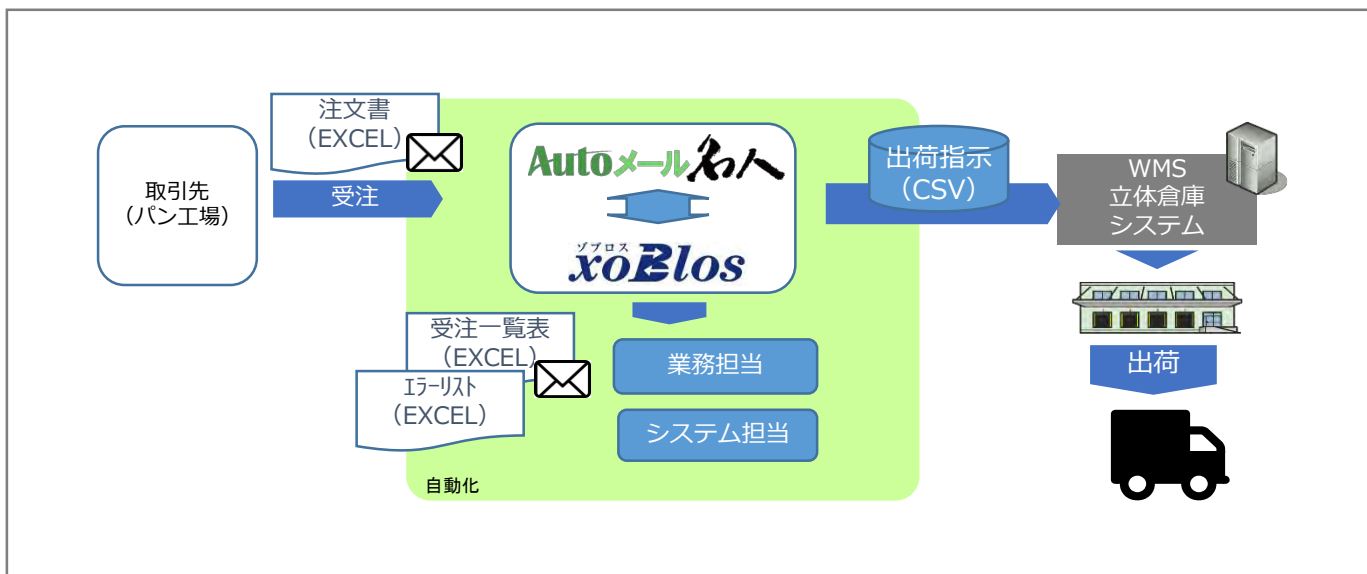 注文書
（EXCEL）
取引先
（パン工場）
受注
Autoメール名人
ゾブロス
xoBlos
出荷指示
（CSV）
WMS
立体倉庫
システム
受注一覧表
（EXCEL）
ｴﾗｰﾘｽﾄ
（EXCEL）
業務担当
システム担当
出荷
自動化